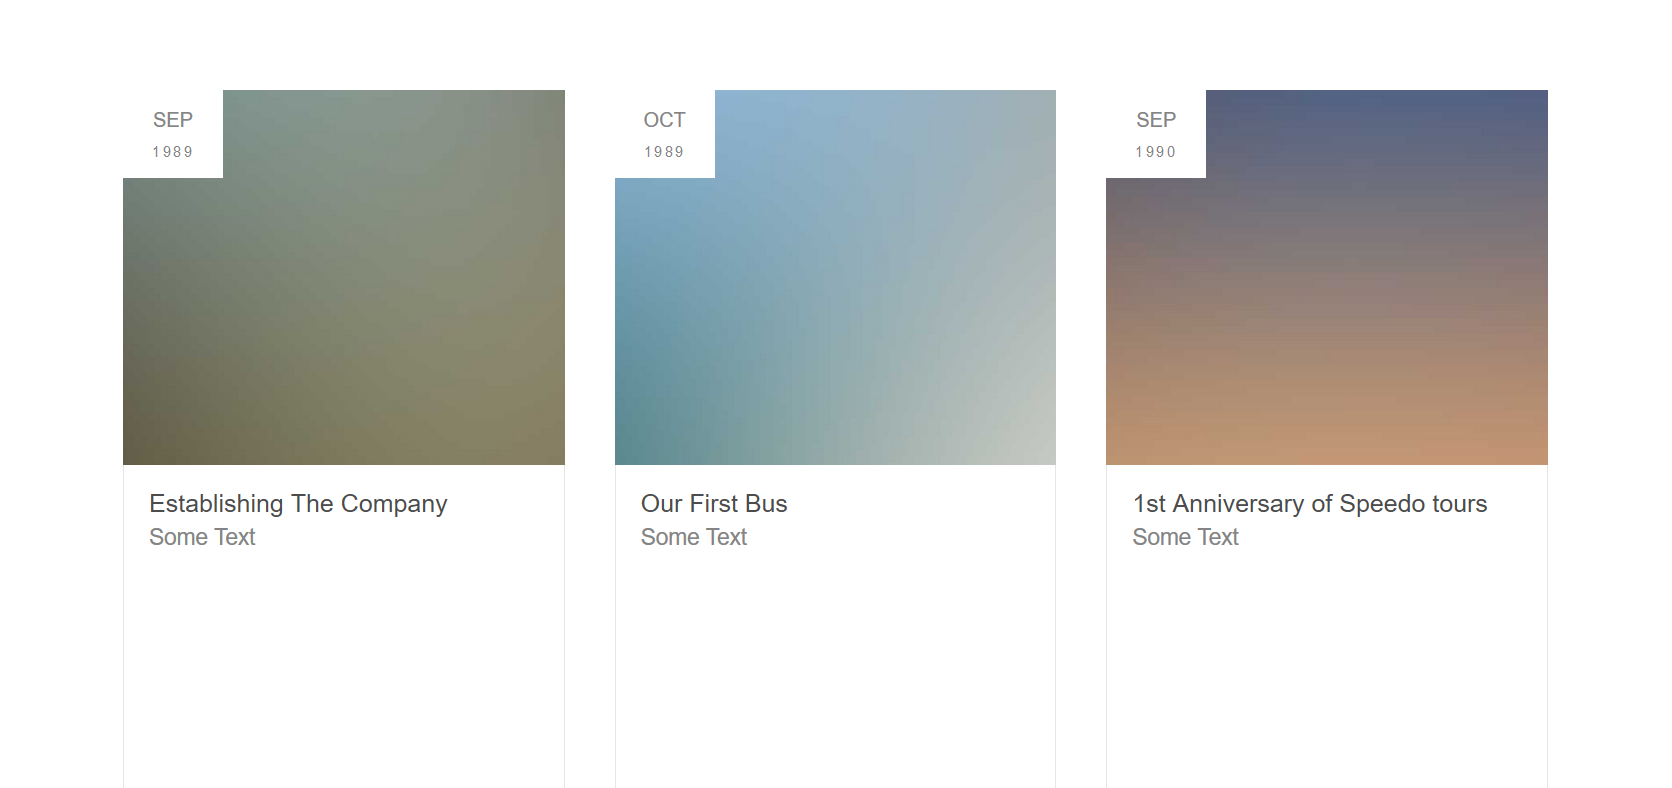 SEP
1989
Establishing The Company
Some Text
OCT
1989
Our First Bus
Some Text
SEP
1990
1st Anniversary of Speedo tours
Some Text